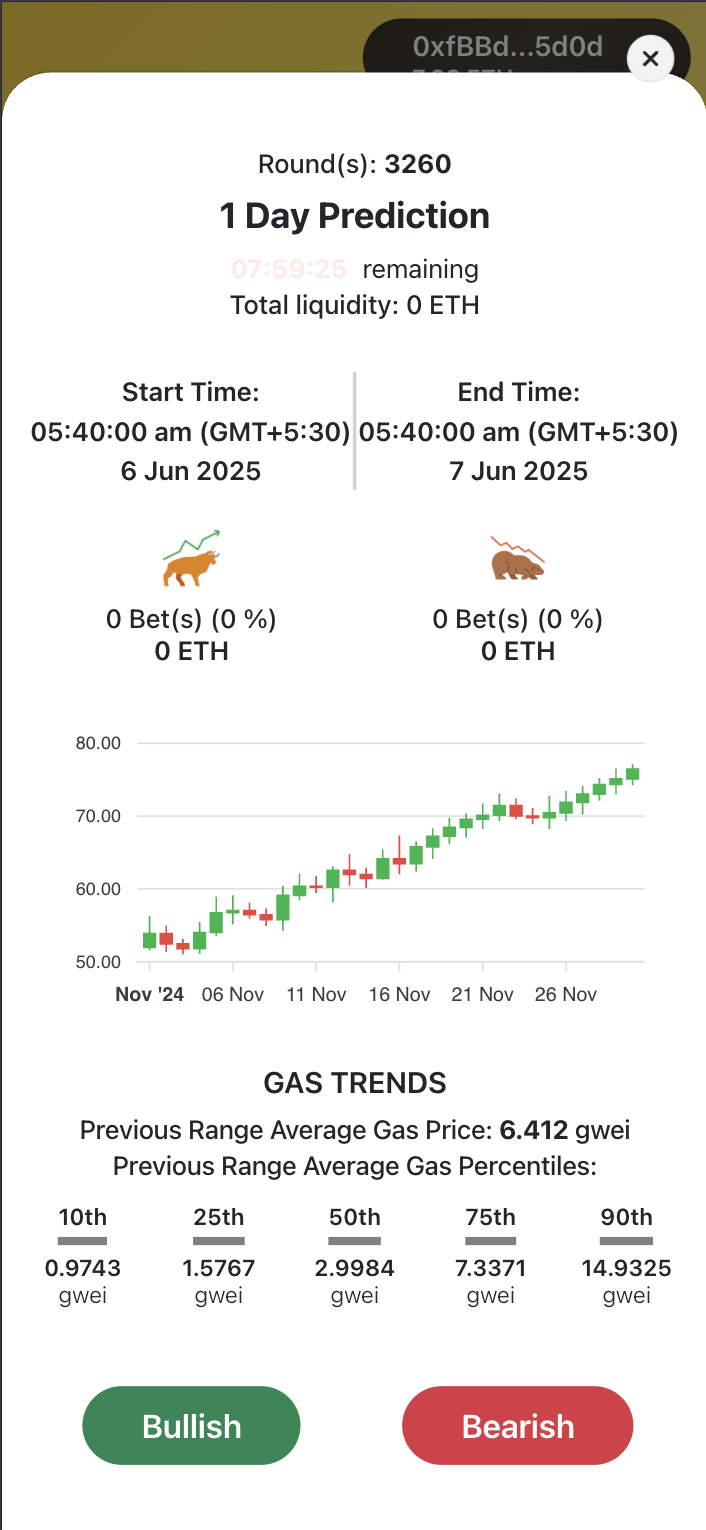 0xfBBd...5d0d
Round(s): 3260
1 Day Prediction
07:59:25 remaining
Total liquidity: 0 ETH
Start Time:
05:40:00 am (GMT+5:30)
6 Jun 2025
End Time:
05:40:00 am (GMT+5:30)
7 Jun 2025
0 Bet(s) (0 %)
0 ETH
0 Bet(s) (0 %)
0 ETH
80.00
70.00
60.00
50.00
Nov '24 06 Nov 11 Nov 16 Nov 21 Nov 26 Nov
GAS TRENDS
Previous Range Average Gas Price: 6.412 gwei
Previous Range Average Gas Percentiles:
10th 25th 50th 75th 90th
0.9743 1.5767 2.9984 7.3371 14.9325
gwei gwei gwei gwei gwei
Bullish Bearish